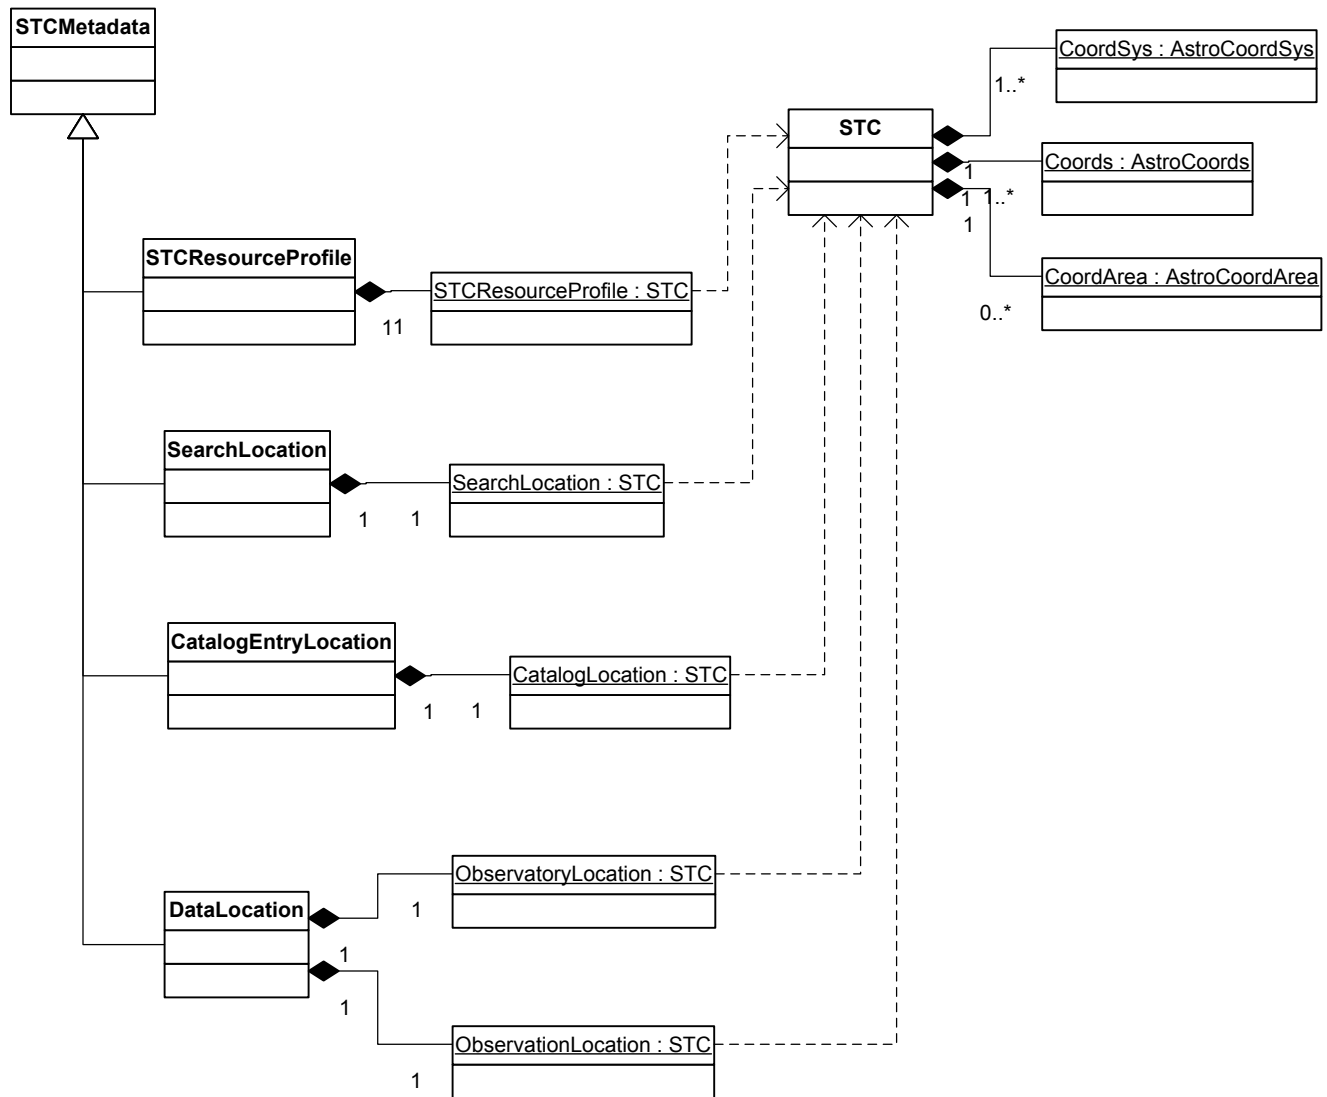 STCMetadata
CoordSys : AstroCoordSys
1..*
STC
Coords : AstroCoords
1
1
1..*
1
STCResourceProfile
CoordArea : AstroCoordArea
STCResourceProfile : STC
0..*
11
SearchLocation
SearchLocation : STC
1
1
CatalogEntryLocation
CatalogLocation : STC
1
1
ObservatoryLocation : STC
DataLocation
1
1
1
ObservationLocation : STC
1